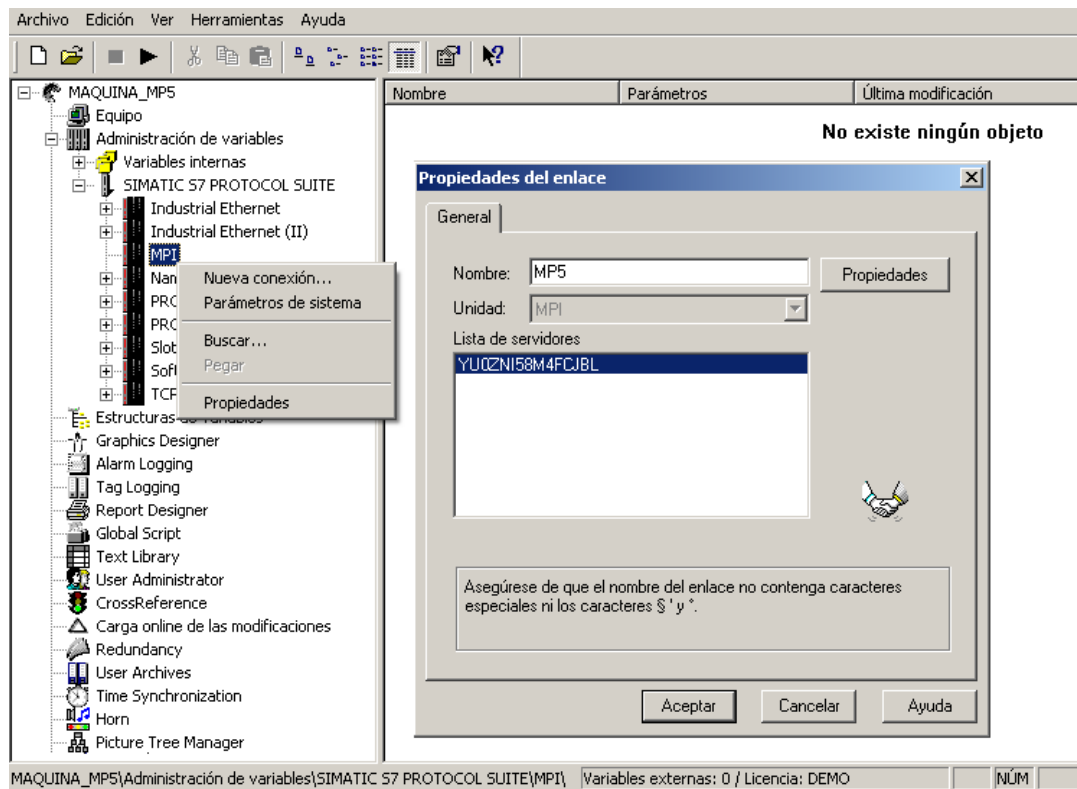 Archivo Edición Ver Herramientas Ayuda
MAQUINA_MP5
Equipo
Administración de variables
Variables internas
SIMATIC S7 PROTOCOL SUITE
Industrial Ethernet
Industrial Ethernet (II)
MPI
Nam
PRO
PRO
Slot
Soft
TCP
Estructuras de variables
Graphics Designer
Alarm Logging
Tag Logging
Report Designer
Global Script
Text Library
User Administrator
CrossReference
Carga online de las modificaciones
Redundancy
User Archives
Time Synchronization
Horn
Picture Tree Manager
Nueva conexión...
Parámetros de sistema
Buscar...
Pegar
Propiedades
Nombre Parámetros Última modificación
No existe ningún objeto
Propiedades del enlace
General
Nombre: MP5 Propiedades
Unidad: MPI
Lista de servidores
YU0ZNI58M4FCJBL
Asegúrese de que el nombre del enlace no contenga caracteres
especiales ni los caracteres § ' y ".
Aceptar Cancelar Ayuda
MAQUINA_MP5\Administración de variables\SIMATIC S7 PROTOCOL SUITE\MPI\ Variables externas: 0 / Licencia: DEMO NÚM